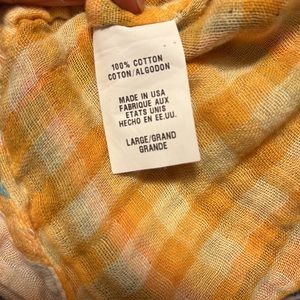 100% COTTON
COTON/ALGODON
MADE IN USA
FABRIQUE AUX
ETATS UNIS
HECHO EN EE.UU.
LARGE/GRAND
GRANDE